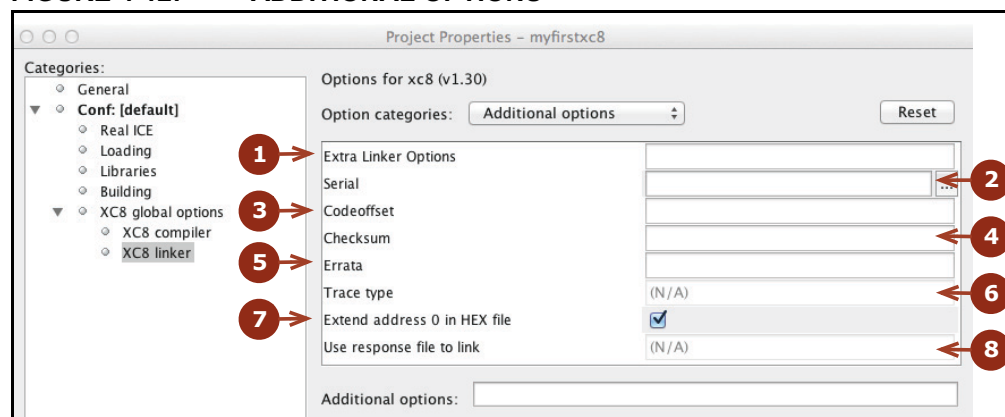 Project Properties – myfirstxc8
Categories:
General
Conf: [default]
Real ICE
Loading
Libraries
Building
XC8 global options
XC8 compiler
XC8 linker
Options for xc8 (v1.30)
Option categories: Additional options Reset
1 Extra Linker Options
Serial ... 2
3 Codeoffset
Checksum 4
5 Errata
Trace type (N/A) 6
7 Extend address 0 in HEX file
Use response file to link (N/A) 8
Additional options: